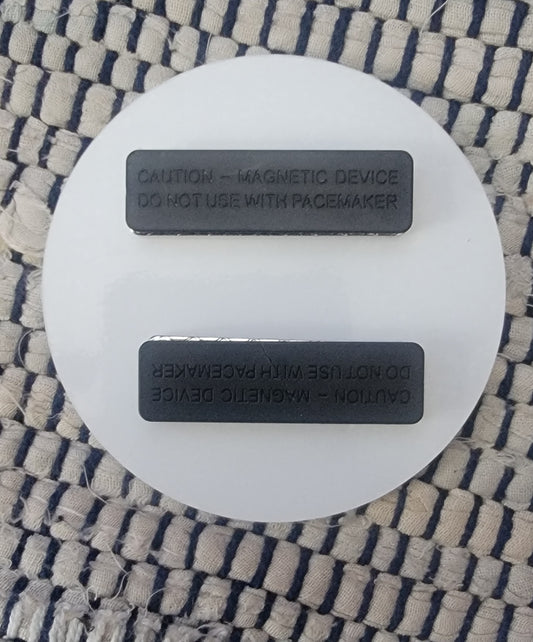 CAUTION – MAGNETIC DEVICE
DO NOT USE WITH PACEMAKER
CAUTION – MAGNETIC DEVICE
DO NOT USE WITH PACEMAKER